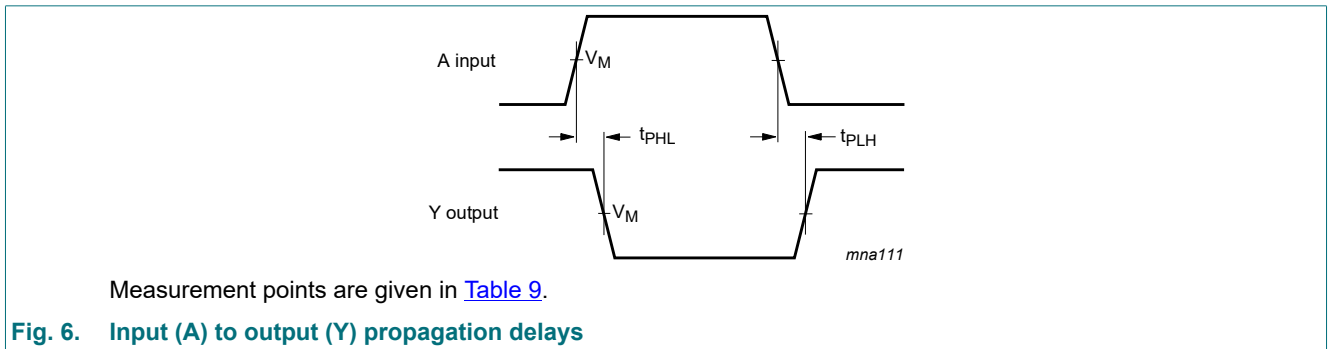 A input
V_M
t_PHL
t_PLH
Y output
V_M
mna111
Measurement points are given in Table 9.
Fig. 6. Input (A) to output (Y) propagation delays